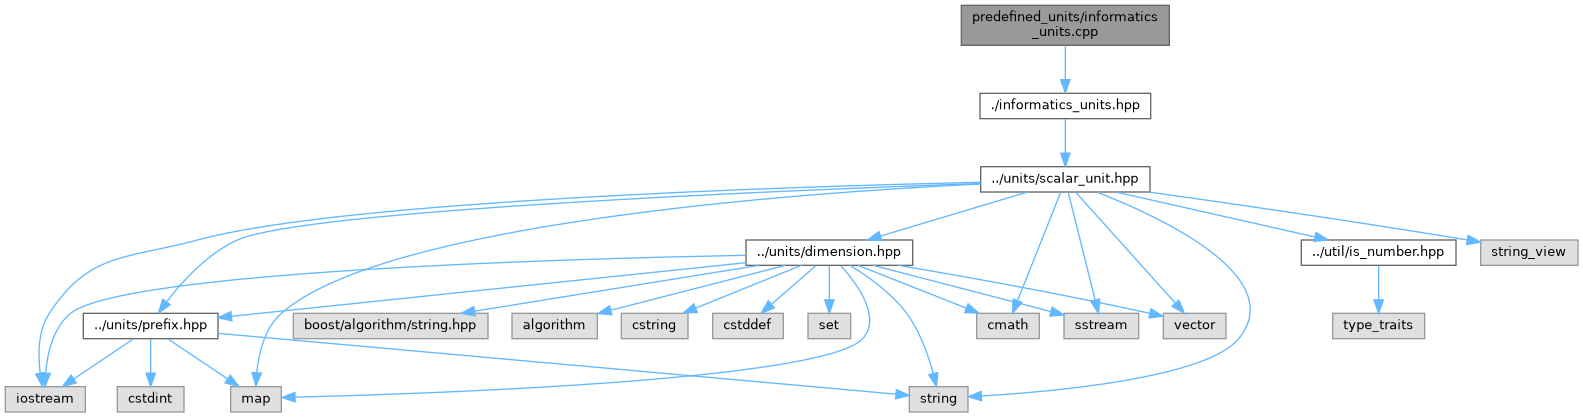 predefined_units/informatics
_units.cpp
./informatics_units.hpp
../units/scalar_unit.hpp
../units/dimension.hpp
../util/is_number.hpp
string_view
../units/prefix.hpp
boost/algorithm/string.hpp
algorithm
cstring
cstddef
set
cmath
sstream
vector
type_traits
iostream
cstdint
map
string